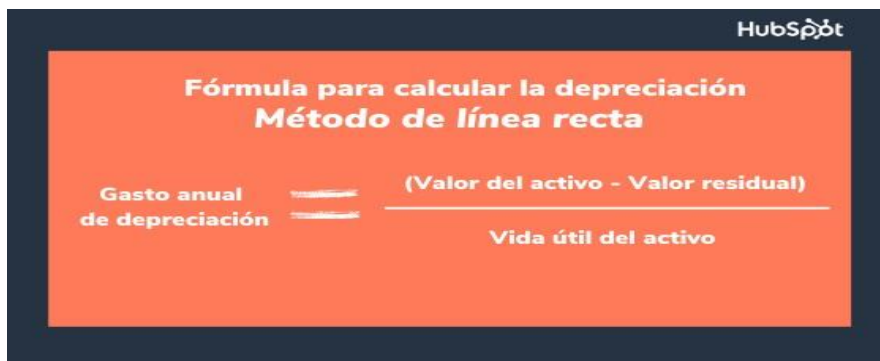 HubSpot
Fórmula para calcular la depreciación
Método de línea recta
(Valor del activo - Valor residual)
Gasto anual
de depreciación
=
Vida útil del activo